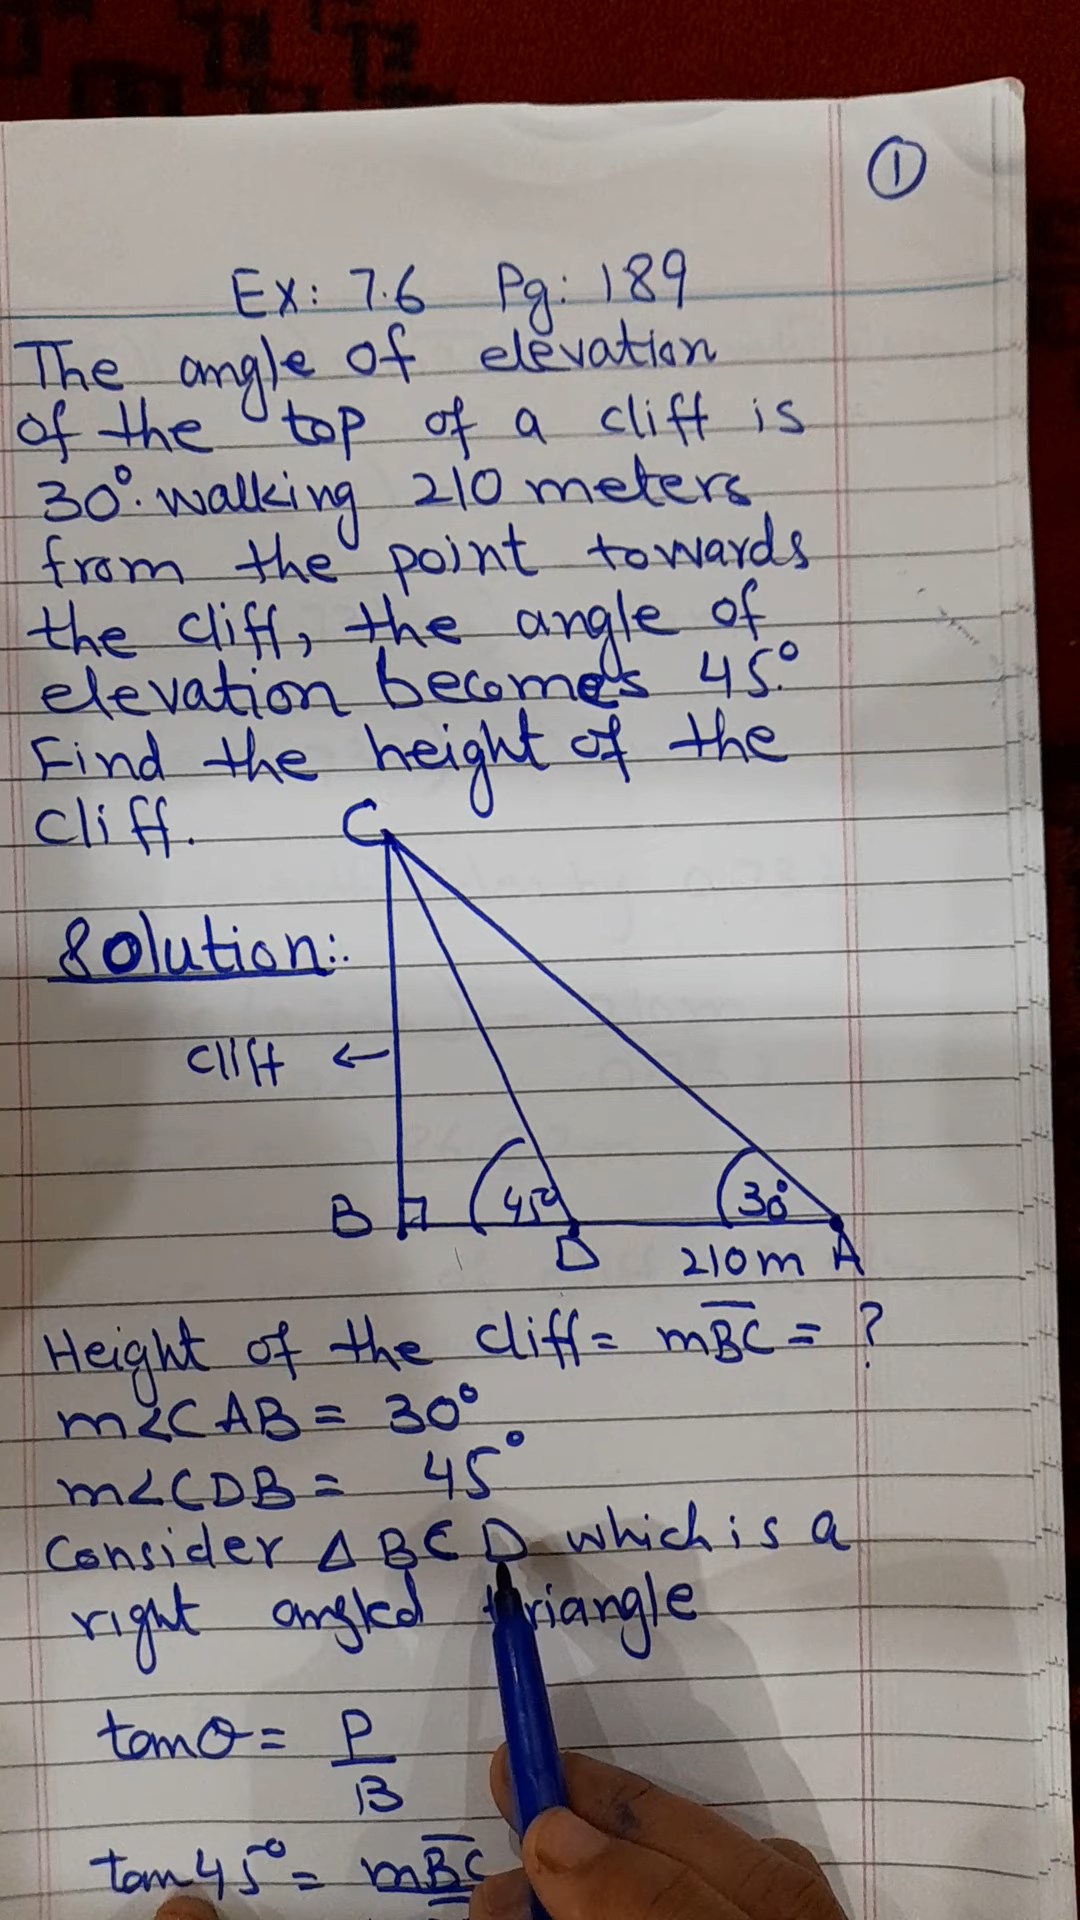 ①
Ex: 7.6 Pg: 189
The angle of elevation
of the top of a cliff is
30°. walking 210 meters
from the point towards
the cliff, the angle of
elevation becomes 45.°
Find the height of the
Cliff.
C
Solution:.
Cliff ←
B 45° 30°
D 210m A
Height of the cliff = mBC̅ = ?
m∠CAB = 30°
m∠CDB = 45°
Consider △ BCD which is a
right angled triangle
tanθ = P
B
tan45° = mBC̅